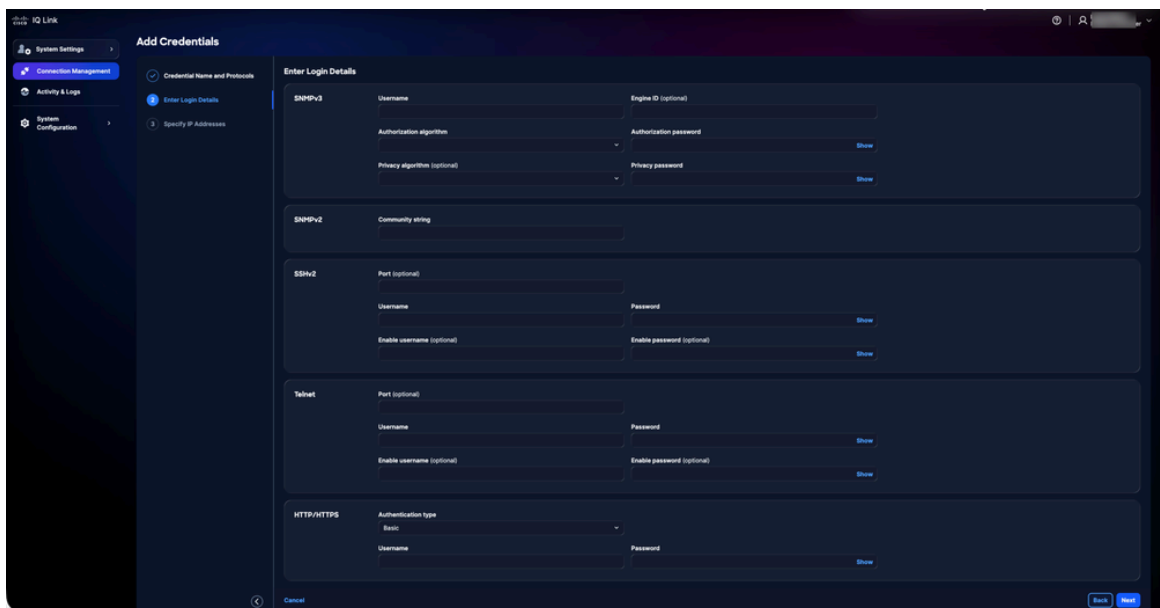 CISCO IQ Link
System Settings
Connection Management
Activity & Logs
System
Configuration
Add Credentials
Credential Name and Protocols
2 Enter Login Details
3 Specify IP Addresses
Enter Login Details
SNMPv3
Username Engine ID (optional)
Authorization algorithm Authorization password
Show
Privacy algorithm (optional) Privacy password
Show
SNMPv2
Community string
SSHv2
Port (optional)
Username Password
Show
Enable username (optional) Enable password (optional)
Show
Telnet
Port (optional)
Username Password
Show
Enable username (optional) Enable password (optional)
Show
HTTP/HTTPS
Authentication type
Basic
Username Password
Show
Cancel Back Next